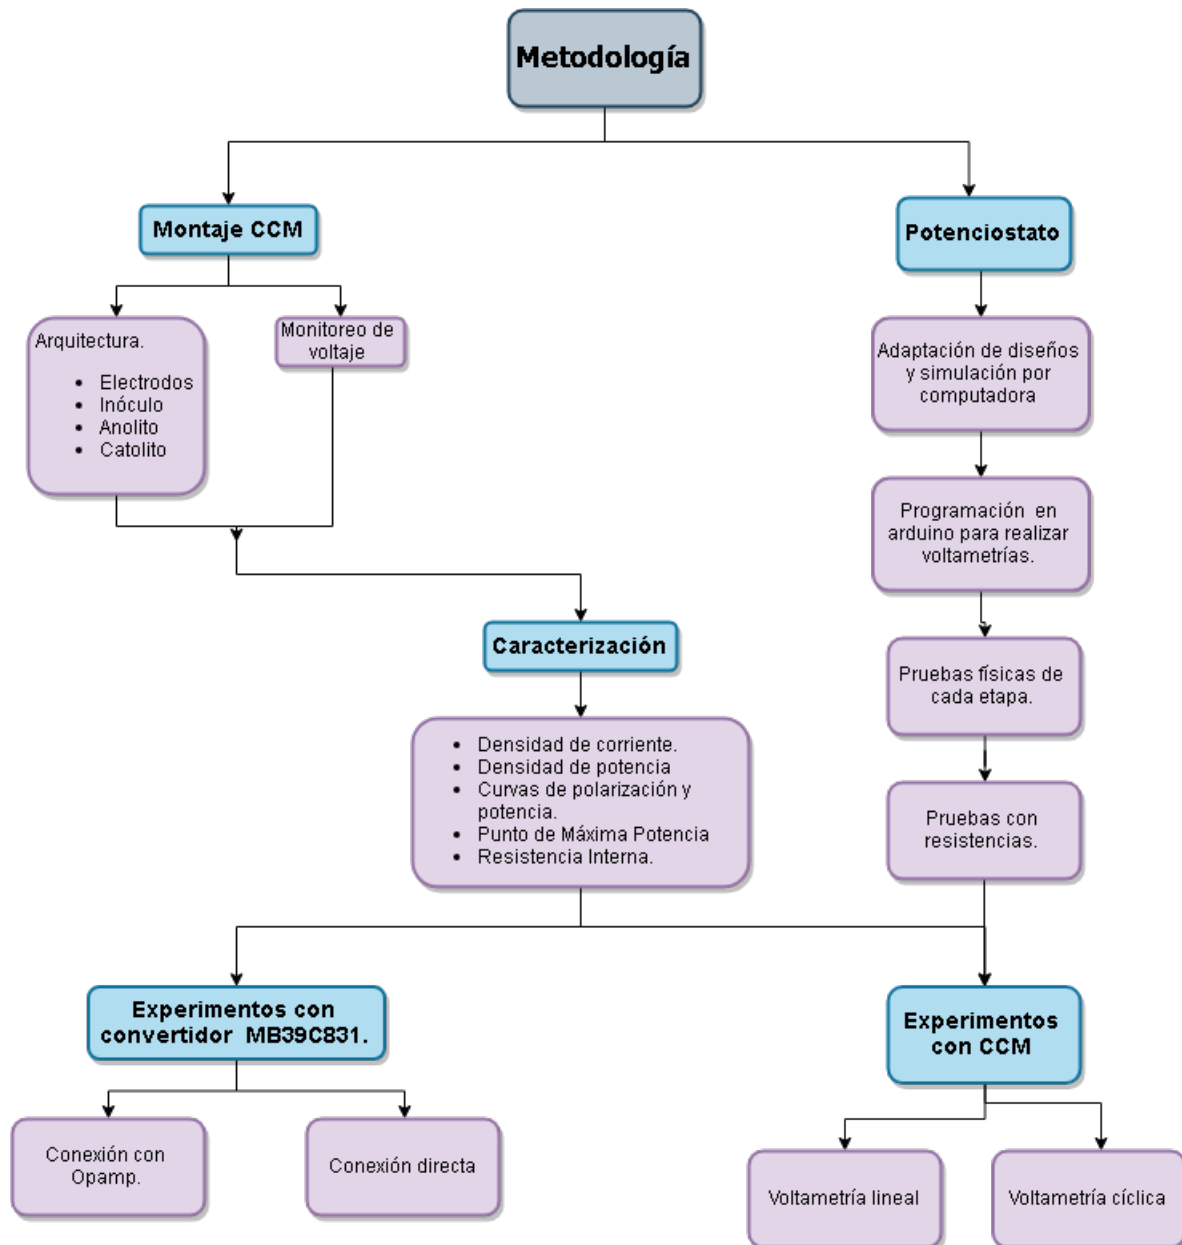 Metodología
Montaje CCM
Potenciostato
Arquitectura.
• Electrodos
• Inóculo
• Anolito
• Catolito
Monitoreo de
voltaje
Adaptación de diseños
y simulación por
computadora
Programación en
arduino para realizar
voltametrías.
Caracterización
Pruebas físicas de
cada etapa.
• Densidad de corriente.
• Densidad de potencia
• Curvas de polarización y
potencia.
• Punto de Máxima Potencia
• Resistencia Interna.
Pruebas con
resistencias.
Experimentos con
convertidor MB39C831.
Experimentos
con CCM
Conexión con
Opamp.
Conexión directa
Voltametría lineal
Voltametría cíclica